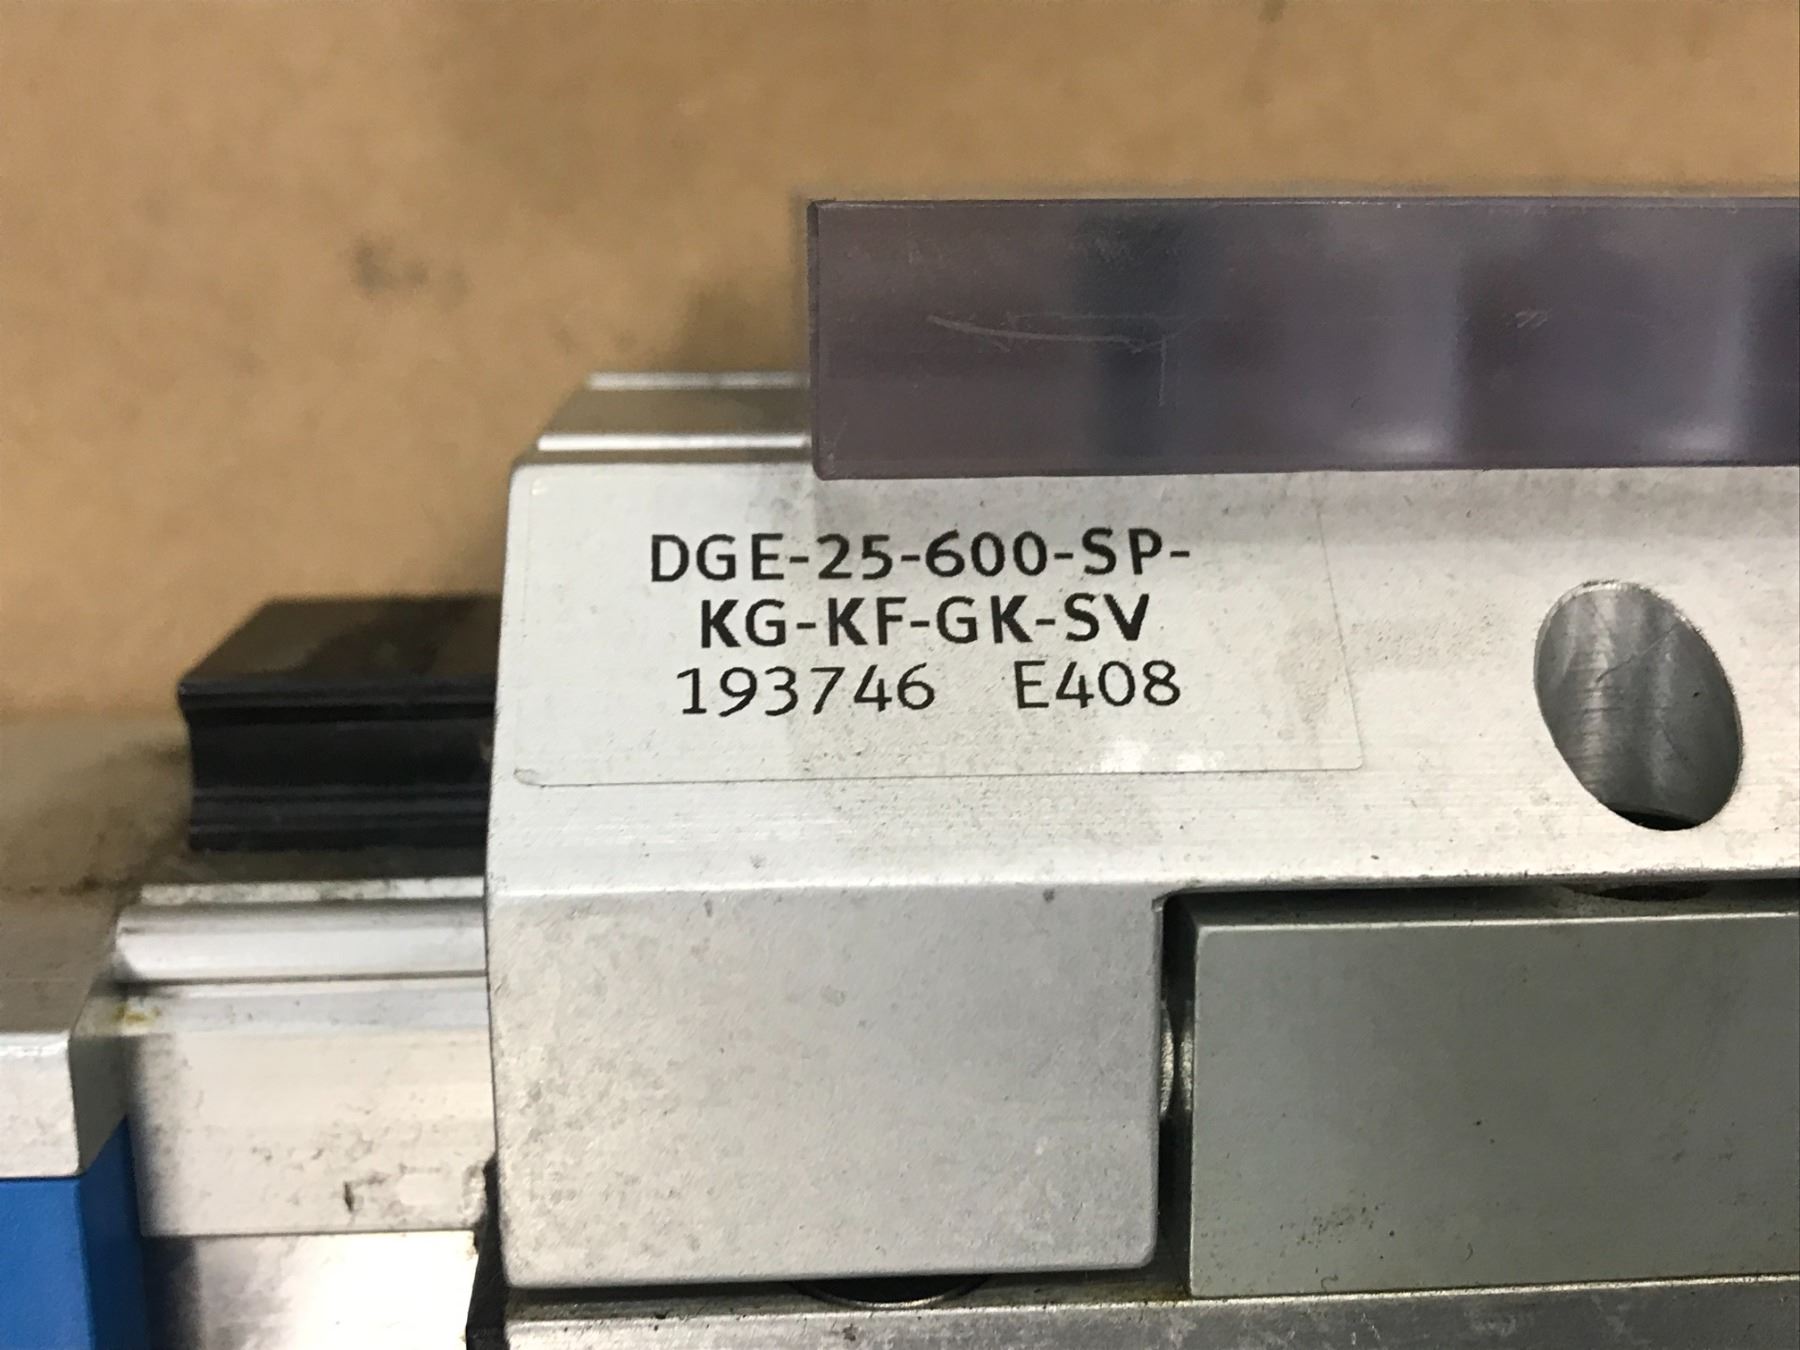 DGE-25-600-SP-
KG-KF-GK-SV
193746 E408